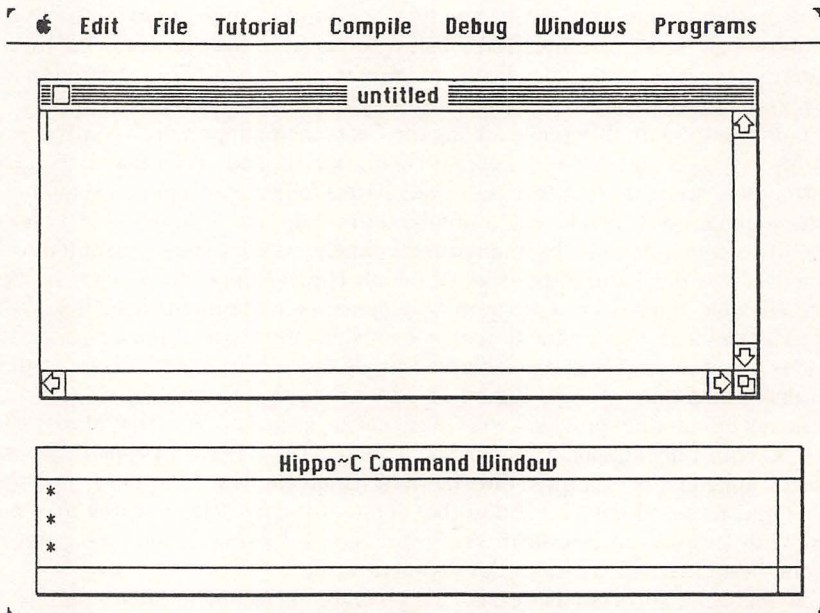 Edit File Tutorial Compile Debug Windows Programs
untitled
Hippo~C Command Window
*
*
*